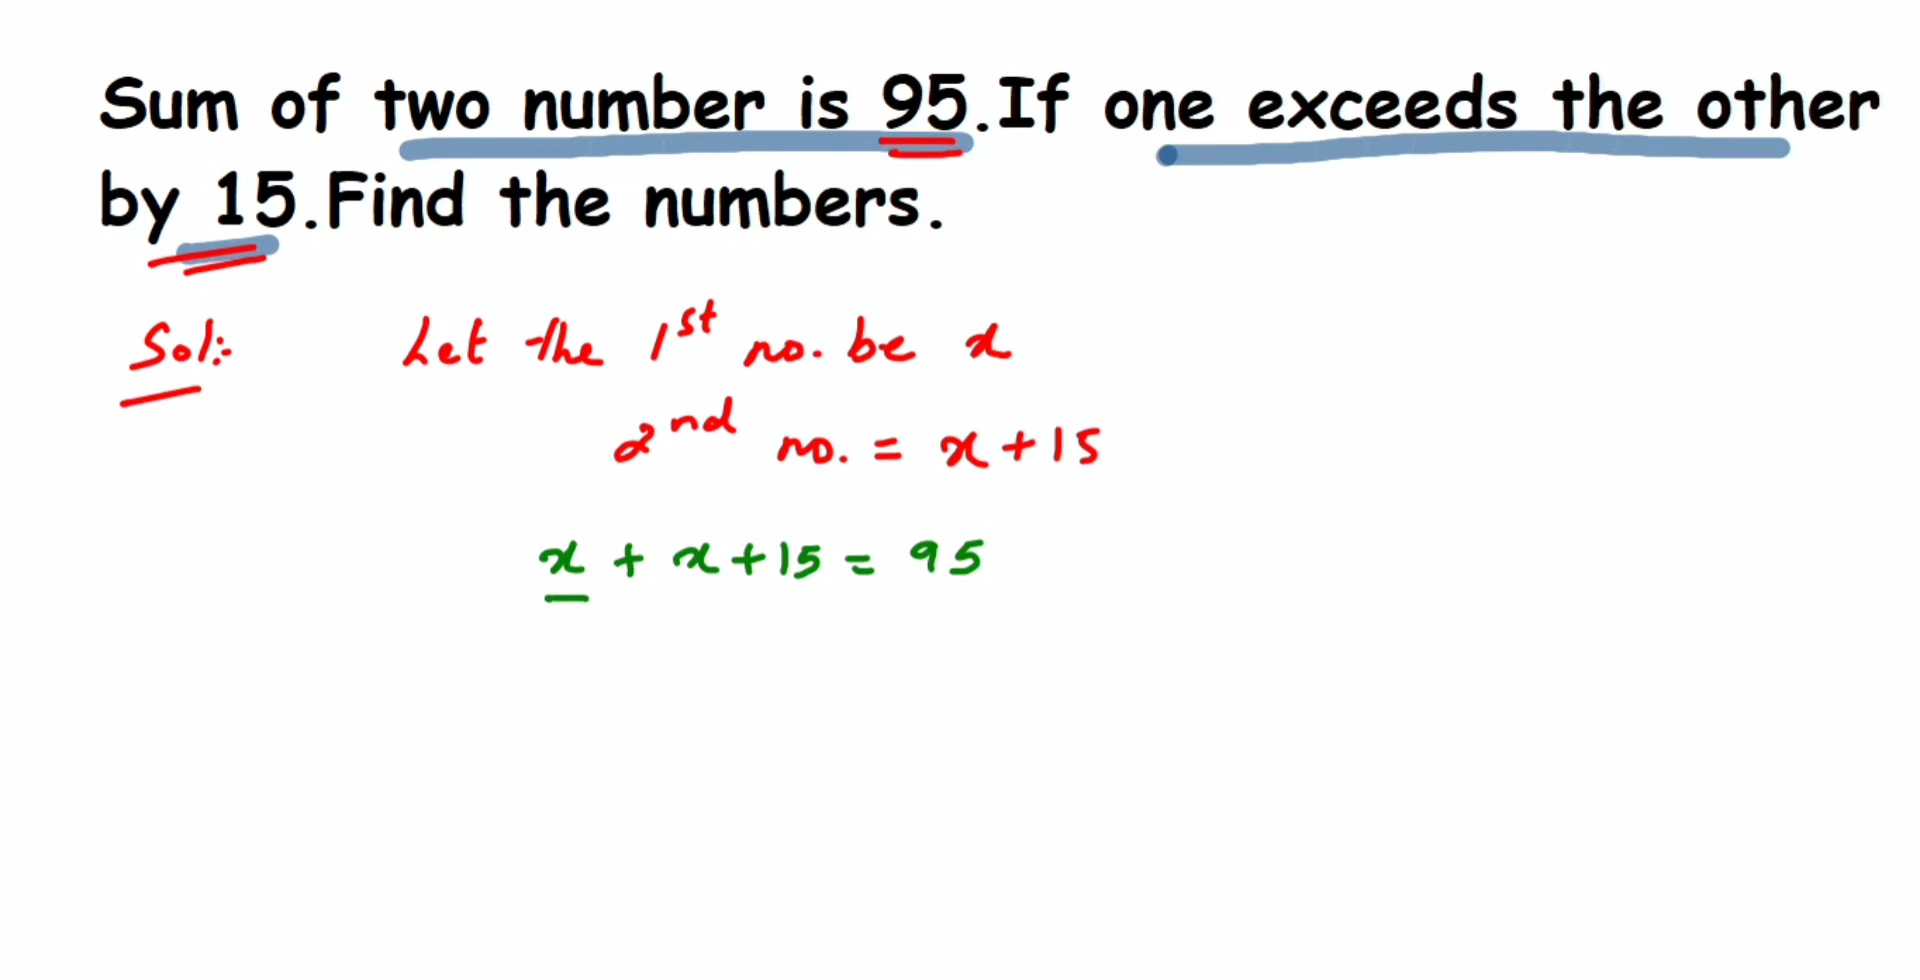 Sum of two number is 95.If one exceeds the other
by 15.Find the numbers.
Sol:- Let the 1st no. be x
2nd no. = x + 15
x + x + 15 = 95